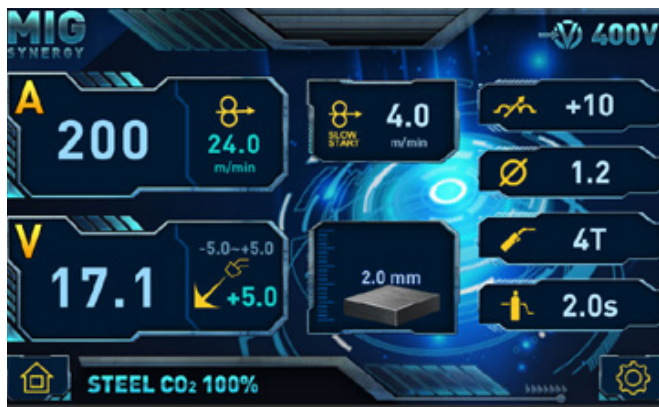 MIG
SYNERGY
400V
A
200
24.0
m/min
SLOW
START
4.0
m/min
+10
Ø
1.2
4T
2.0s
V
17.1
-5.0~+5.0
+5.0
2.0 mm
STEEL CO₂ 100%